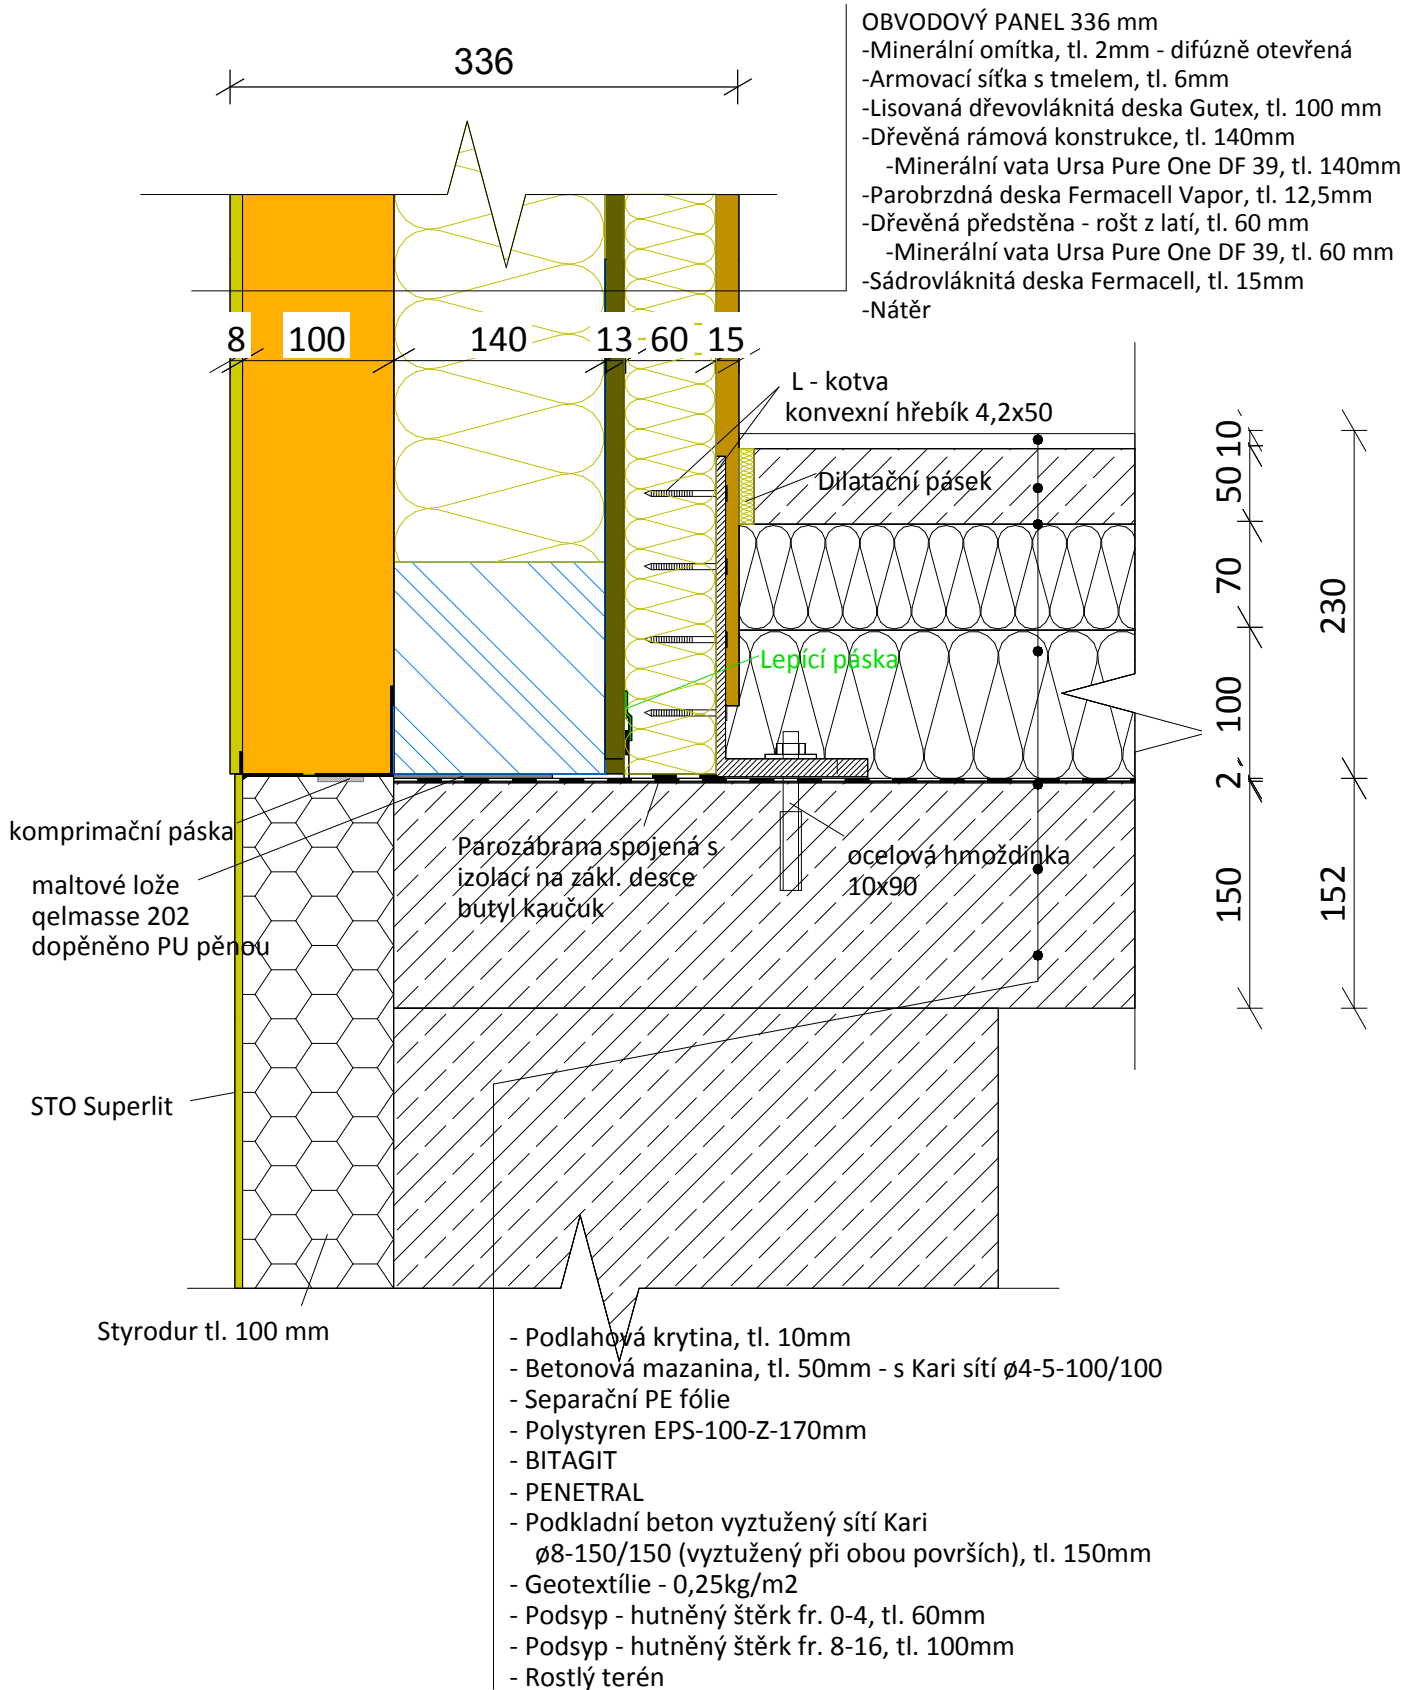 OBVODOVÝ PANEL 336 mm
-Minerální omítka, tl. 2mm - difúzně otevřená
-Armovací síťka s tmelem, tl. 6mm
-Lisovaná dřevovláknitá deska Gutex, tl. 100 mm
-Dřevěná rámová konstrukce, tl. 140mm
-Minerální vata Ursa Pure One DF 39, tl. 140mm
-Parobrzdná deska Fermacell Vapor, tl. 12,5mm
-Dřevěná předstěna - rošt z latí, tl. 60 mm
-Minerální vata Ursa Pure One DF 39, tl. 60 mm
-Sádrovláknitá deska Fermacell, tl. 15mm
-Nátěr
336
8 100 140 13 60 15
L - kotva
konvexní hřebík 4,2x50
Dilatační pásek
Lepící páska
10
50
70
100
2
150
230
152
komprimační páska
maltové lože
qelmasse 202
dopěněno PU pěnou
Parozábrana spojená s
izolací na zákl. desce
butyl kaučuk
ocelová hmoždinka
10x90
STO Superlit
Styrodur tl. 100 mm
- Podlahová krytina, tl. 10mm
- Betonová mazanina, tl. 50mm - s Kari sítí ø4-5-100/100
- Separační PE fólie
- Polystyren EPS-100-Z-170mm
- BITAGIT
- PENETRAL
- Podkladní beton vyztužený sítí Kari
ø8-150/150 (vyztužený při obou površích), tl. 150mm
- Geotextílie - 0,25kg/m2
- Podsyp - hutněný štěrk fr. 0-4, tl. 60mm
- Podsyp - hutněný štěrk fr. 8-16, tl. 100mm
- Rostlý terén